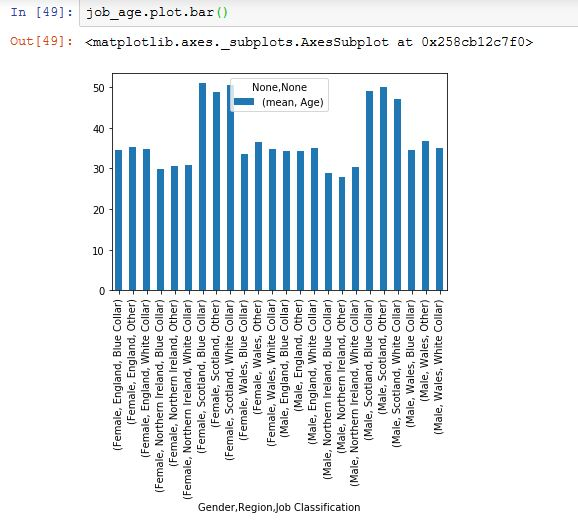 In [49]: job_age.plot.bar()
Out[49]: <matplotlib.axes._subplots.AxesSubplot at 0x258cb12c7f0>
None,None
(mean, Age)
50
40
30
20
10
0
(Female, England, Blue Collar)
(Female, England, Other)
(Female, England, White Collar)
(Female, Northern Ireland, Blue Collar)
(Female, Northern Ireland, Other)
(Female, Northern Ireland, White Collar)
(Female, Scotland, Blue Collar)
(Female, Scotland, Other)
(Female, Scotland, White Collar)
(Female, Wales, Blue Collar)
(Female, Wales, Other)
(Female, Wales, White Collar)
(Male, England, Blue Collar)
(Male, England, Other)
(Male, England, White Collar)
(Male, Northern Ireland, Blue Collar)
(Male, Northern Ireland, Other)
(Male, Northern Ireland, White Collar)
(Male, Scotland, Blue Collar)
(Male, Scotland, Other)
(Male, Scotland, White Collar)
(Male, Wales, Blue Collar)
(Male, Wales, Other)
(Male, Wales, White Collar)
Gender,Region,Job Classification